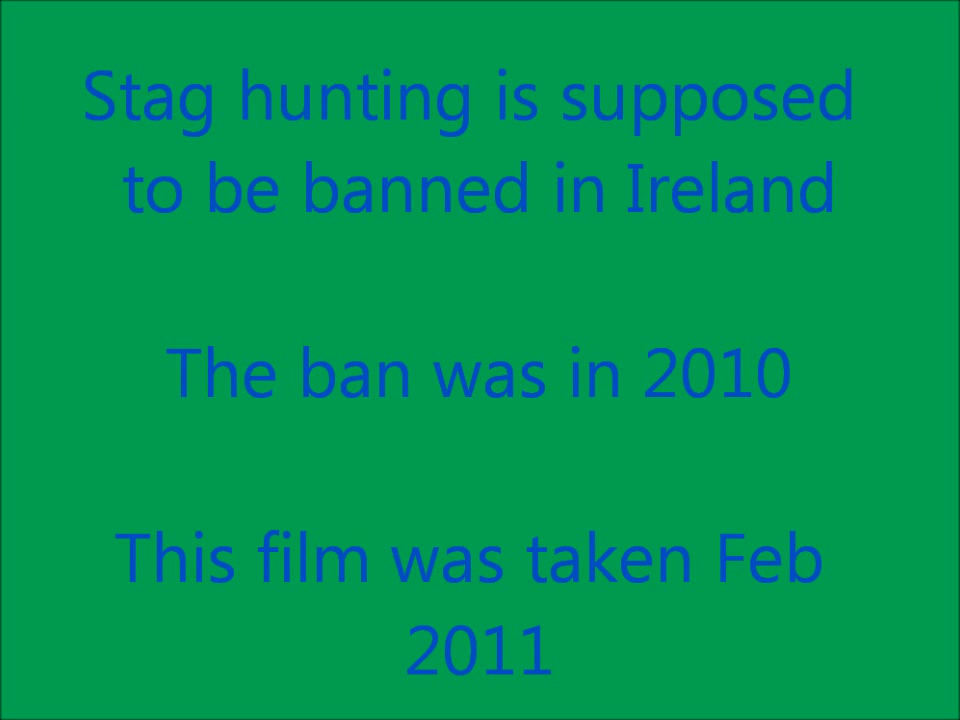 Stag hunting is supposed
to be banned in Ireland
The ban was in 2010
This film was taken Feb
2011